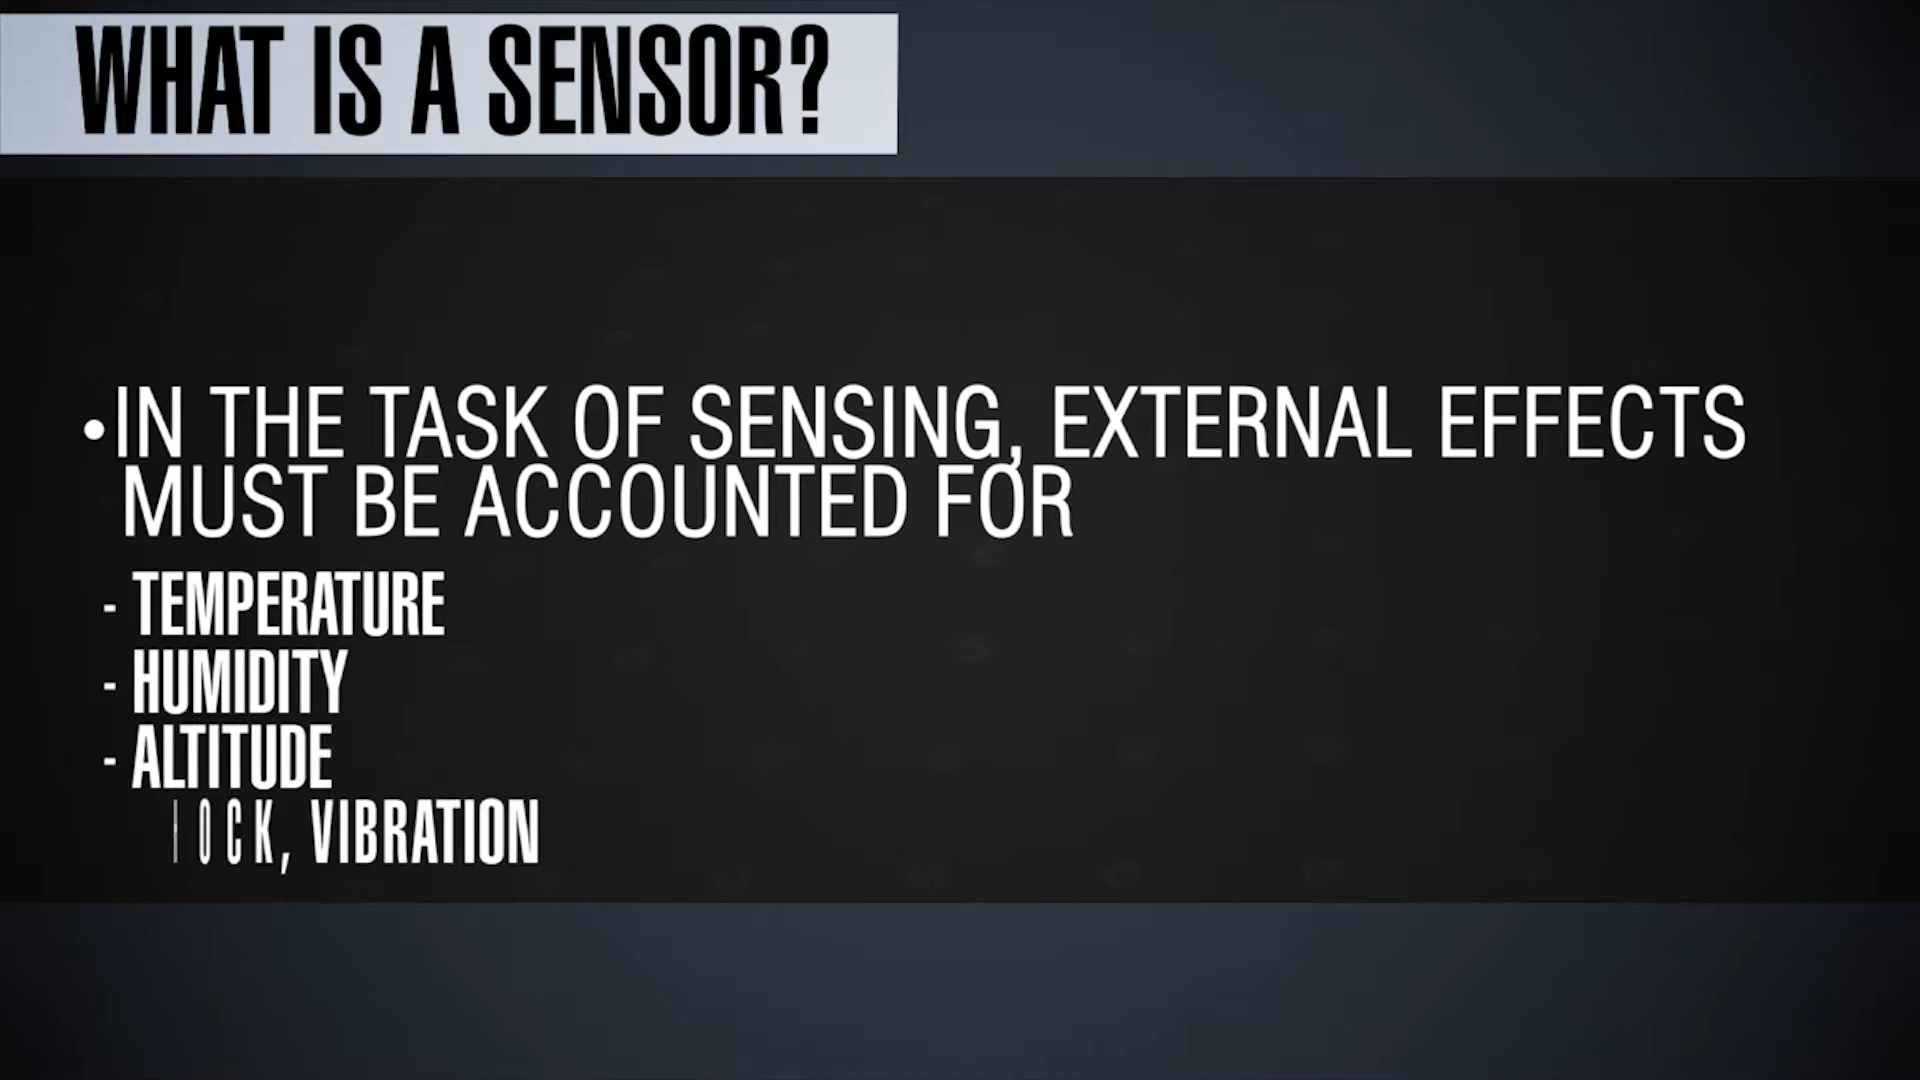 WHAT IS A SENSOR?
•IN THE TASK OF SENSING, EXTERNAL EFFECTS
MUST BE ACCOUNTED FOR
- TEMPERATURE
- HUMIDITY
- ALTITUDE
VIBRATION